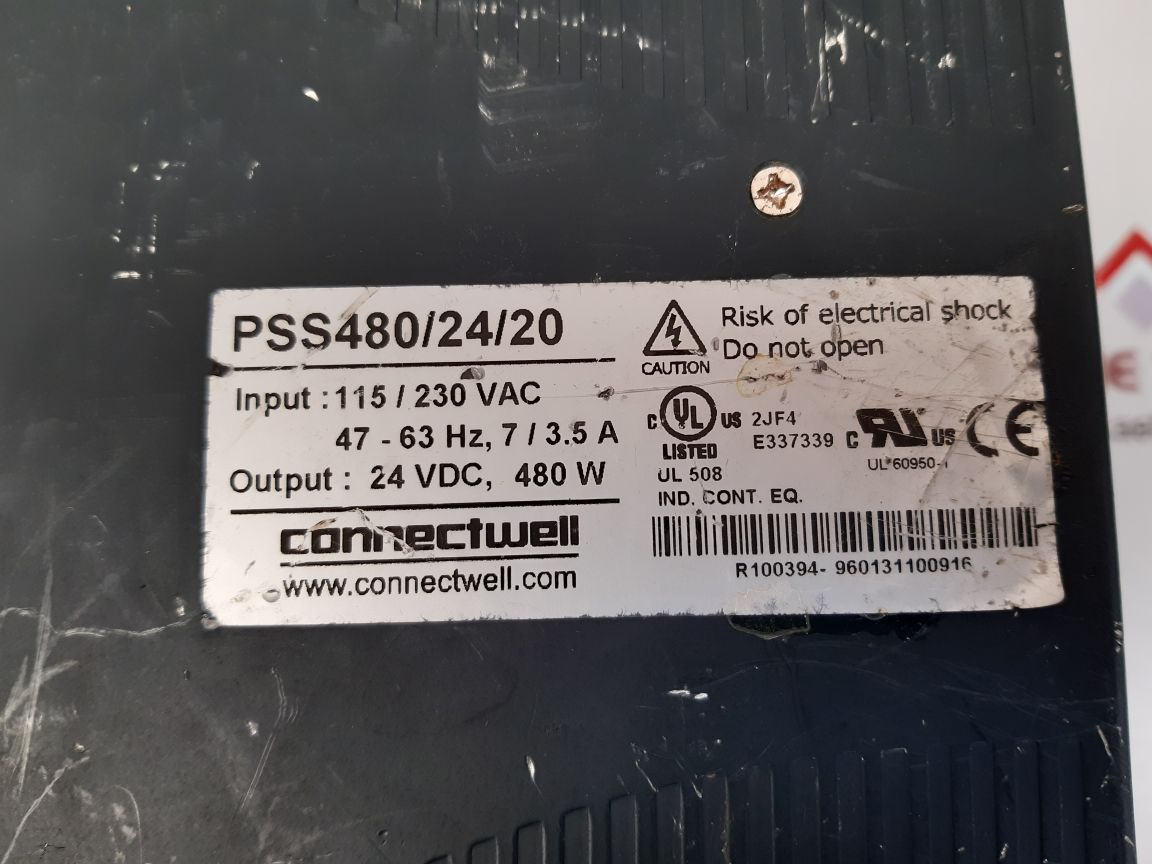 PSS480/24/20
Input : 115 / 230 VAC
47 - 63 Hz, 7 / 3.5 A
Output : 24 VDC, 480 W
connectwell
www.connectwell.com
CAUTION
Risk of electrical shock
Do not open
C UL US
LISTED
2JF4
E337339
UL 508
IND. CONT. EQ.
C RU US
UL 60950-1
CE
R100394- 960131100916
E